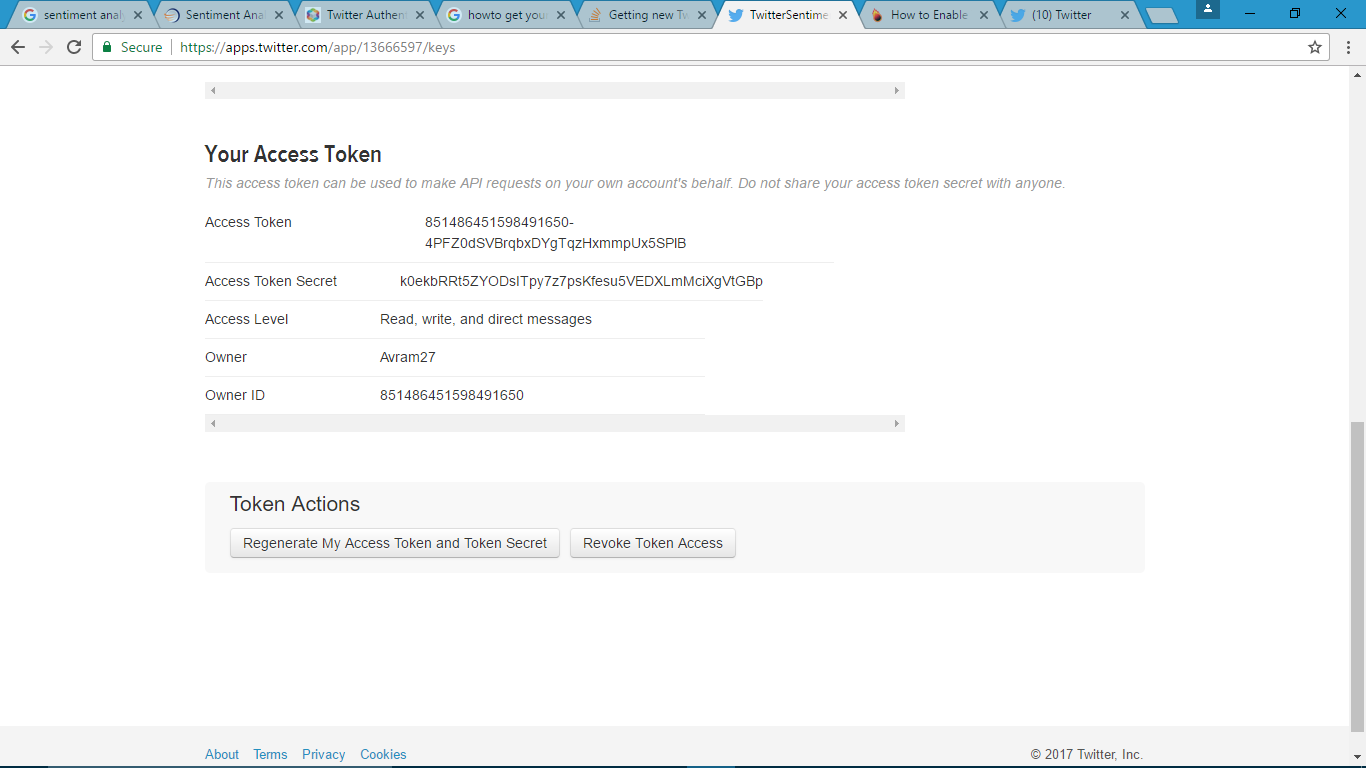 sentiment analy
Sentiment Ana
Twitter Authent
howto get your
Getting new Tw
TwitterSentime
How to Enable
(10) Twitter
Secure
https://apps.twitter.com/app/13666597/keys
Your Access Token
This access token can be used to make API requests on your own account's behalf. Do not share your access token secret with anyone.
Access Token 851486451598491650-
Access Token Secret
Access Level Read, write, and direct messages
Owner Avram27
Owner ID 851486451598491650
Token Actions
Regenerate My Access Token and Token Secret Revoke Token Access
About Terms Privacy Cookies © 2017 Twitter, Inc.